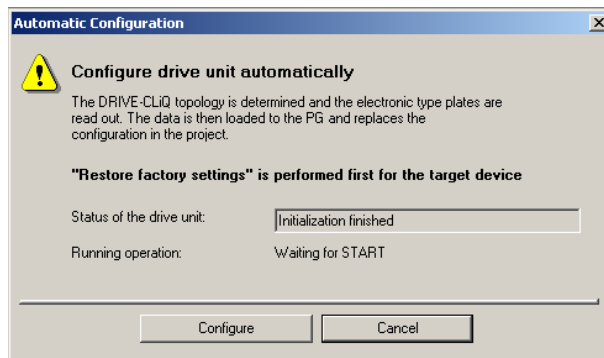 Automatic Configuration
Configure drive unit automatically
The DRIVE-CLiQ topology is determined and the electronic type plates are
read out. The data is then loaded to the PG and replaces the
configuration in the project.
"Restore factory settings" is performed first for the target device
Status of the drive unit: Initialization finished
Running operation: Waiting for START
Configure Cancel